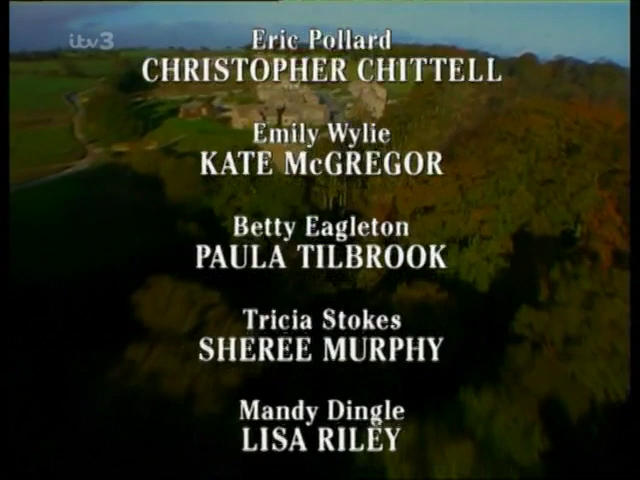 itv3
Eric Pollard
CHRISTOPHER CHITTELL
Emily Wylie
KATE McGREGOR
Betty Eagleton
PAULA TILBROOK
Tricia Stokes
SHEREE MURPHY
Mandy Dingle
LISA RILEY